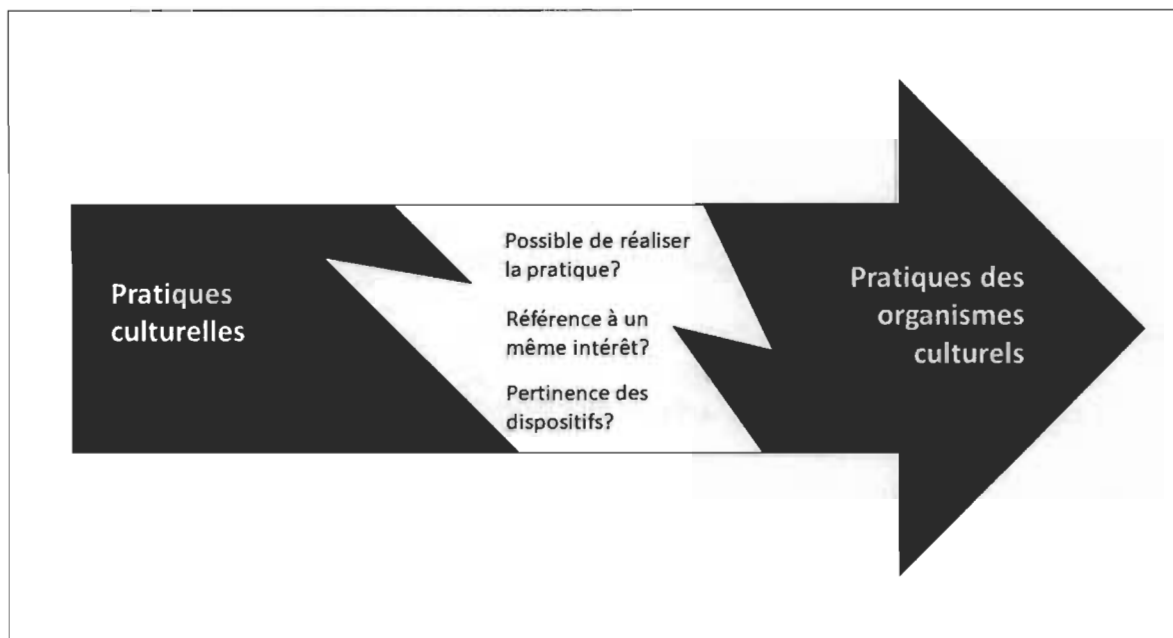 Pratiques
culturelles
Possible de réaliser
la pratique?
Référence à un
même intérêt?
Pertinence des
dispositifs?
Pratiques des
organismes
culturels